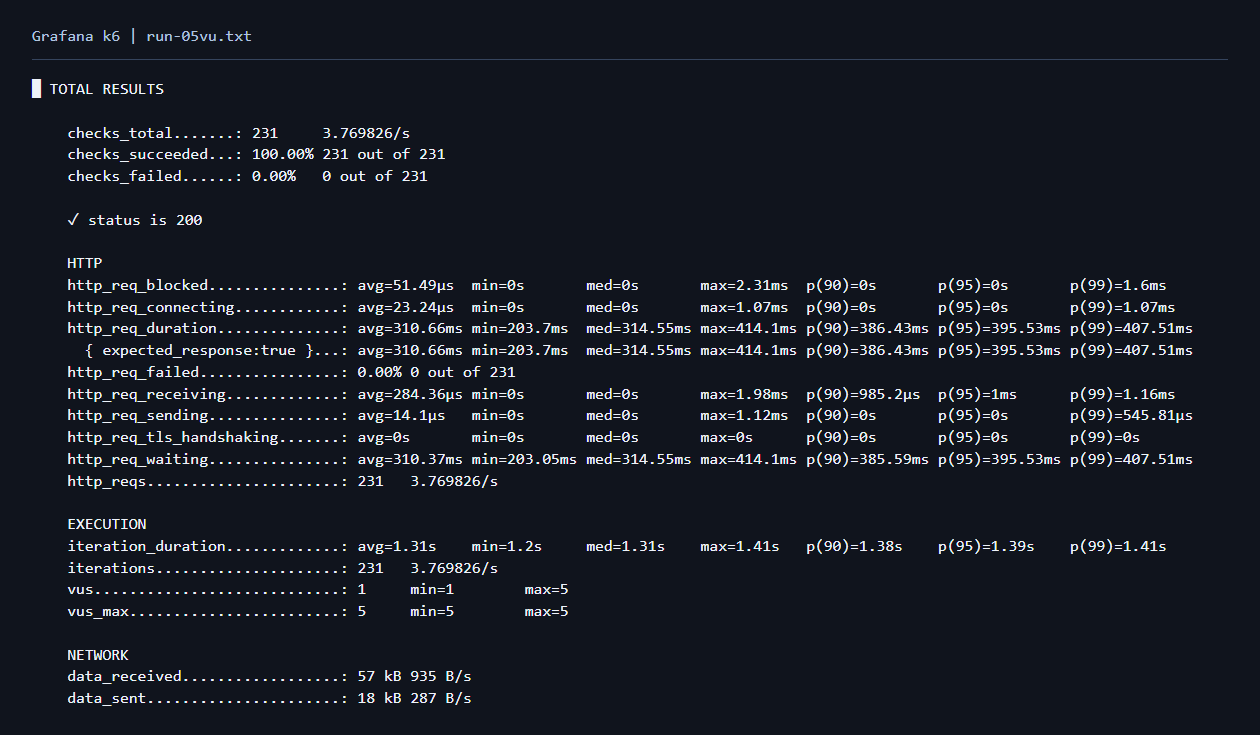 Grafana k6 | run-05vu.txt
█ TOTAL RESULTS
checks_total.......: 231     3.769826/s
checks_succeeded...: 100.00% 231 out of 231
checks_failed......: 0.00%   0 out of 231
✓ status is 200
HTTP
http_req_blocked...............: avg=51.49µs  min=0s       med=0s       max=2.31ms  p(90)=0s       p(95)=0s       p(99)=1.6ms
http_req_connecting............: avg=23.24µs  min=0s       med=0s       max=1.07ms  p(90)=0s       p(95)=0s       p(99)=1.07ms
http_req_duration..............: avg=310.66ms min=203.7ms  med=314.55ms max=414.1ms p(90)=386.43ms p(95)=395.53ms p(99)=407.51ms
{ expected_response:true }...: avg=310.66ms min=203.7ms  med=314.55ms max=414.1ms p(90)=386.43ms p(95)=395.53ms p(99)=407.51ms
http_req_failed................: 0.00% 0 out of 231
http_req_receiving.............: avg=284.36µs min=0s       med=0s       max=1.98ms  p(90)=985.2µs  p(95)=1ms      p(99)=1.16ms
http_req_sending...............: avg=14.1µs   min=0s       med=0s       max=1.12ms  p(90)=0s       p(95)=0s       p(99)=545.81µs
http_req_tls_handshaking.......: avg=0s       min=0s       med=0s       max=0s      p(90)=0s       p(95)=0s       p(99)=0s
http_req_waiting...............: avg=310.37ms min=203.05ms med=314.55ms max=414.1ms p(90)=385.59ms p(95)=395.53ms p(99)=407.51ms
http_reqs......................: 231   3.769826/s
EXECUTION
iteration_duration.............: avg=1.31s    min=1.2s     med=1.31s    max=1.41s   p(90)=1.38s    p(95)=1.39s    p(99)=1.41s
iterations.....................: 231   3.769826/s
vus............................: 1     min=1        max=5
vus_max........................: 5     min=5        max=5
NETWORK
data_received..................: 57 kB 935 B/s
data_sent......................: 18 kB 287 B/s